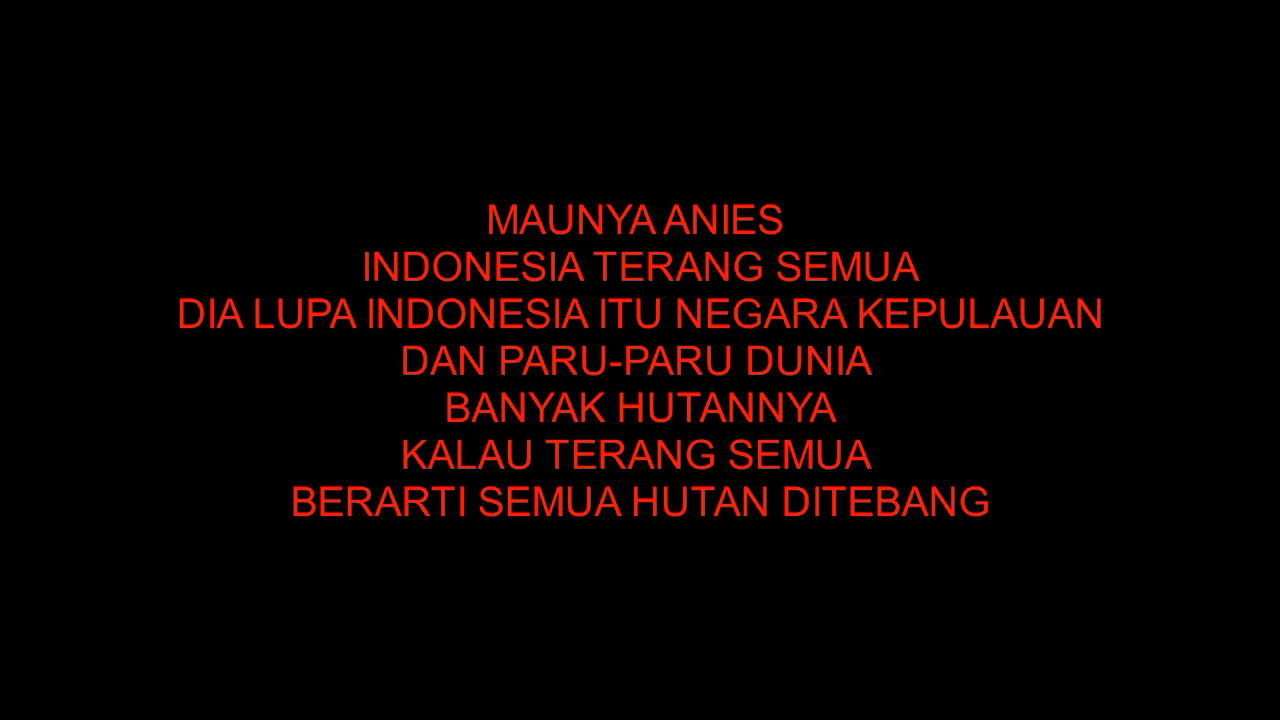 MAUNYA ANIES
INDONESIA TERANG SEMUA
DIA LUPA INDONESIA ITU NEGARA KEPULAUAN
DAN PARU-PARU DUNIA
BANYAK HUTANNYA
KALAU TERANG SEMUA
BERARTI SEMUA HUTAN DITEBANG